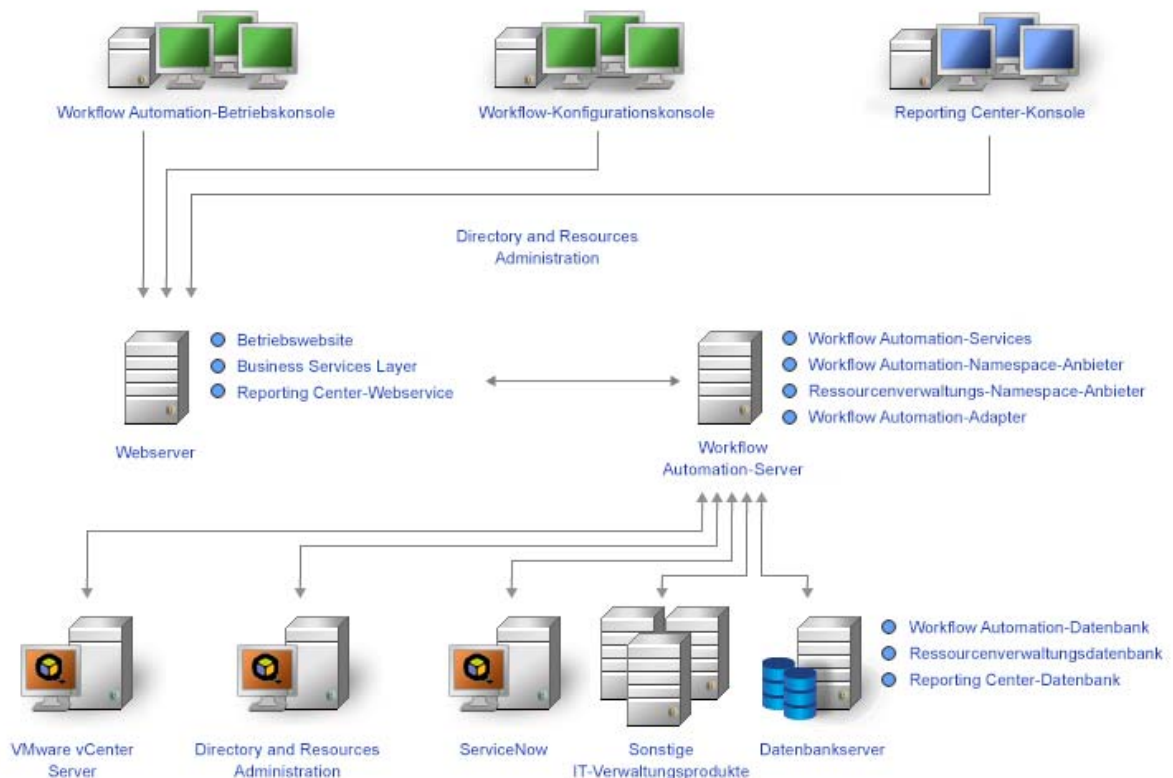 Workflow Automation-Betriebskonsole
Workflow-Konfigurationskonsole
Reporting Center-Konsole
Directory and Resources
Administration
Betriebswebsite
Business Services Layer
Reporting Center-Webservice
Webserver
Workflow Automation-Services
Workflow Automation-Namespace-Anbieter
Ressourcenverwaltungs-Namespace-Anbieter
Workflow Automation-Adapter
Workflow
Automation-Server
VMware vCenter
Server
Directory and Resources
Administration
ServiceNow
Sonstige
IT-Verwaltungsprodukte
Datenbankserver
Workflow Automation-Datenbank
Ressourcenverwaltungsdatenbank
Reporting Center-Datenbank